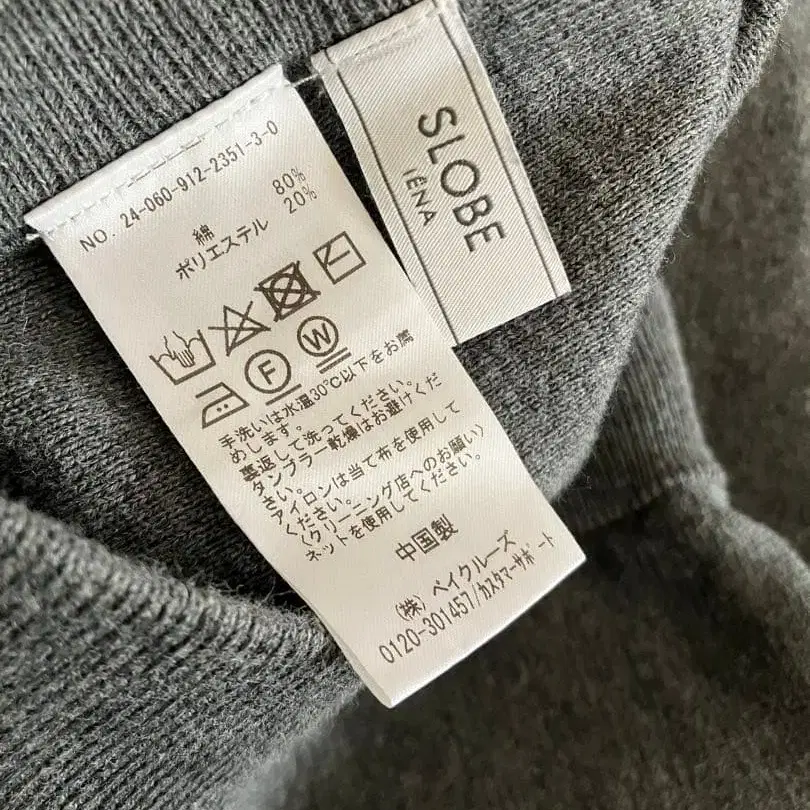 SLOBE
IÉNA
NO. 24-060-912-2351-3-0
綿 80%
ポリエステル 20%
F
W
手洗いは水温30℃以下をお薦
めします。
裏返して洗ってください。
タンブラー乾燥はお避けくだ
さい。
アイロンは当て布を使用して
ください。
〈クリーニング店へのお願い〉
ネットを使用してください。
中国製
(株) ベイクルーズ
0120-301457/カスタマーサポート